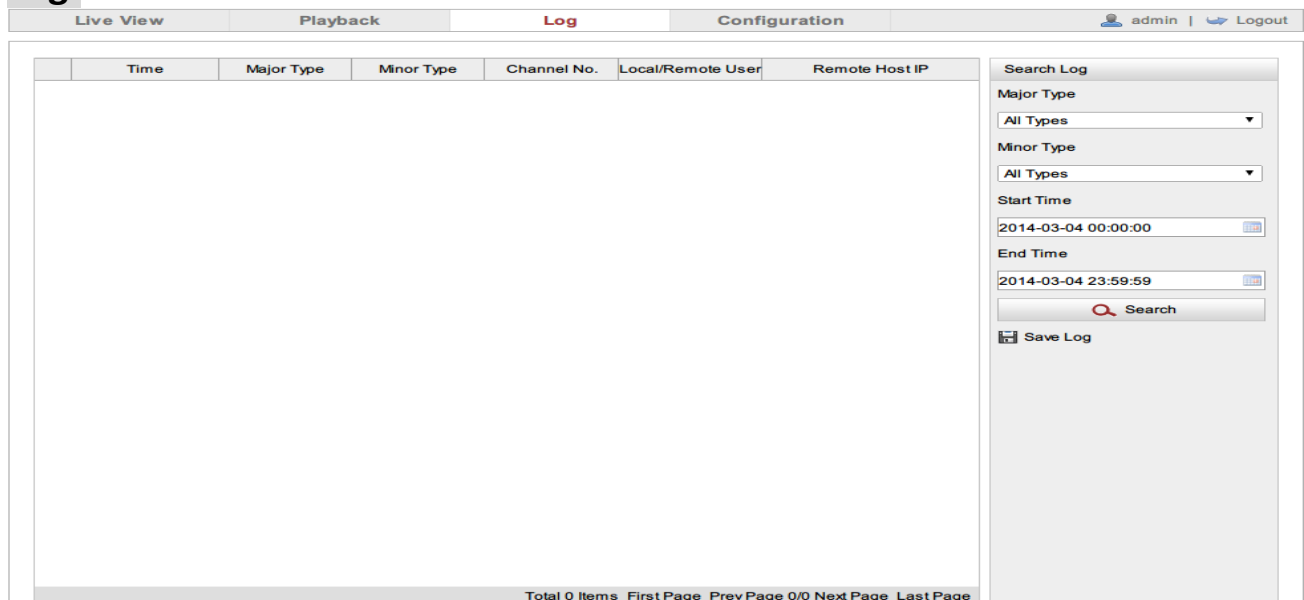 Live View Playback Log Configuration admin | Logout
Time Major Type Minor Type Channel No. Local/Remote User Remote Host IP
Search Log
Major Type
All Types
Minor Type
All Types
Start Time
2014-03-04 00:00:00
End Time
2014-03-04 23:59:59
Search
Save Log
Total 0 Items First Page Prev Page 0/0 Next Page Last Page